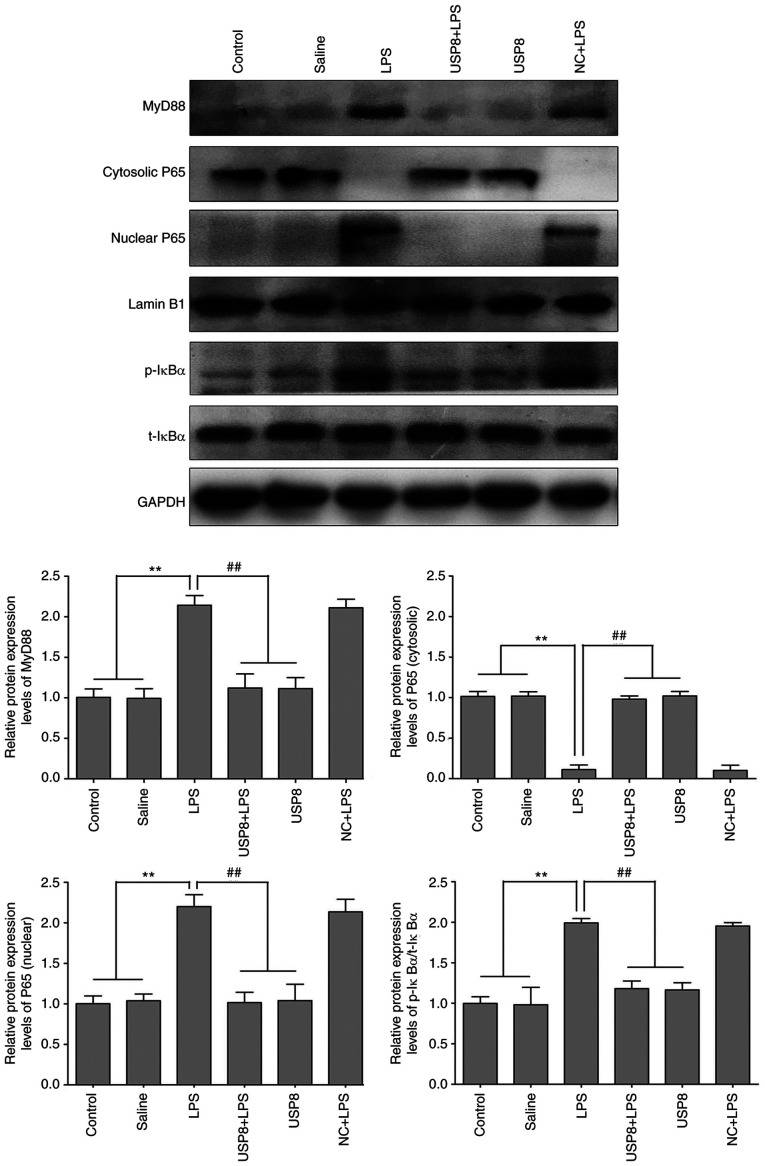 Control
Saline
LPS
USP8+LPS
USP8
NC+LPS
MyD88
Cytosolic P65
Nuclear P65
Lamin B1
p-IκBα
t-IκBα
GAPDH
Relative protein expression
levels of MyD88
2.5
2.0
1.5
1.0
0.5
0.0
**
##
Control
Saline
LPS
USP8+LPS
USP8
NC+LPS
Relative protein expression
levels of P65 (cytosolic)
2.5
2.0
1.5
1.0
0.5
0.0
**
##
Control
Saline
LPS
USP8+LPS
USP8
NC+LPS
Relative protein expression
levels of P65 (nuclear)
2.5
2.0
1.5
1.0
0.5
0.0
**
##
Control
Saline
LPS
USP8+LPS
USP8
NC+LPS
Relative protein expression
levels of p-Iκ Bα/t-Iκ Bα
2.5
2.0
1.5
1.0
0.5
0.0
**
##
Control
Saline
LPS
USP8+LPS
USP8
NC+LPS